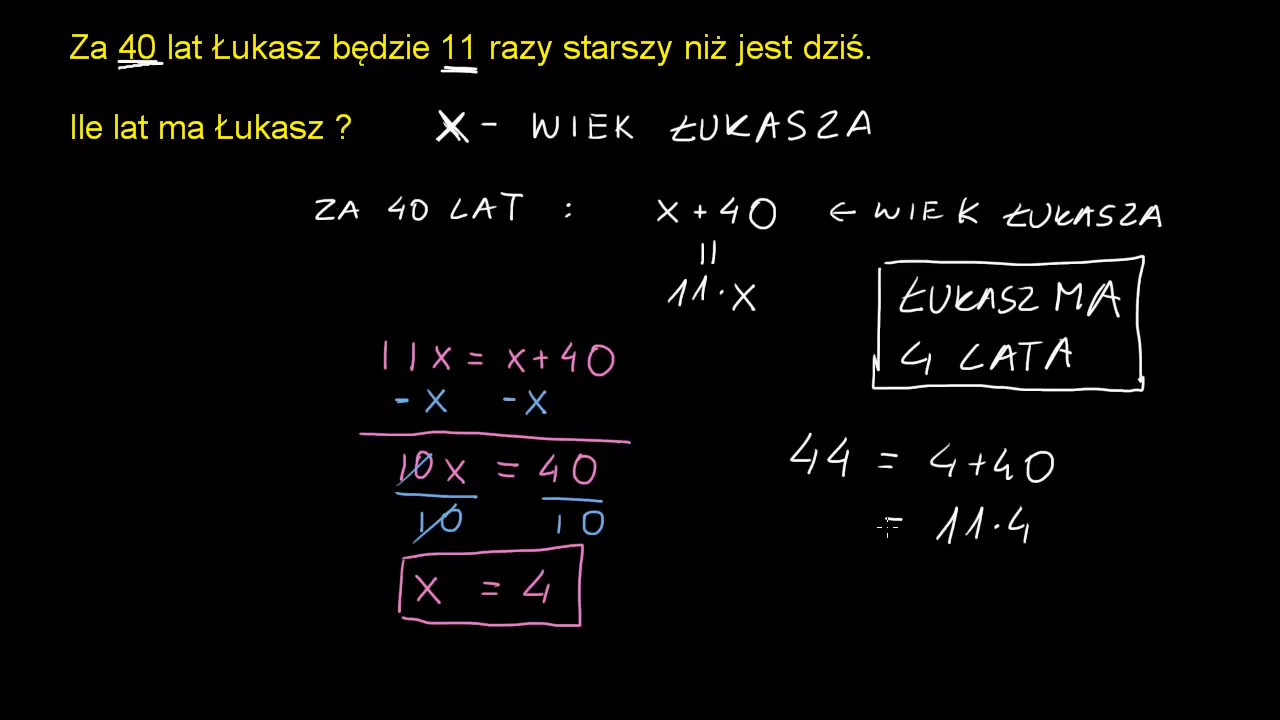 Za 40 lat Łukasz będzie 11 razy starszy niż jest dziś.
Ile lat ma Łukasz ? X - WIEK ŁUKASZA
ZA 40 LAT : x + 40 ← WIEK ŁUKASZA
=
11 · x
ŁUKASZ MA
4 LATA
11x = x + 40
- x - x
10x = 40
10 10
x = 4
44 = 4 + 40
= 11 · 4